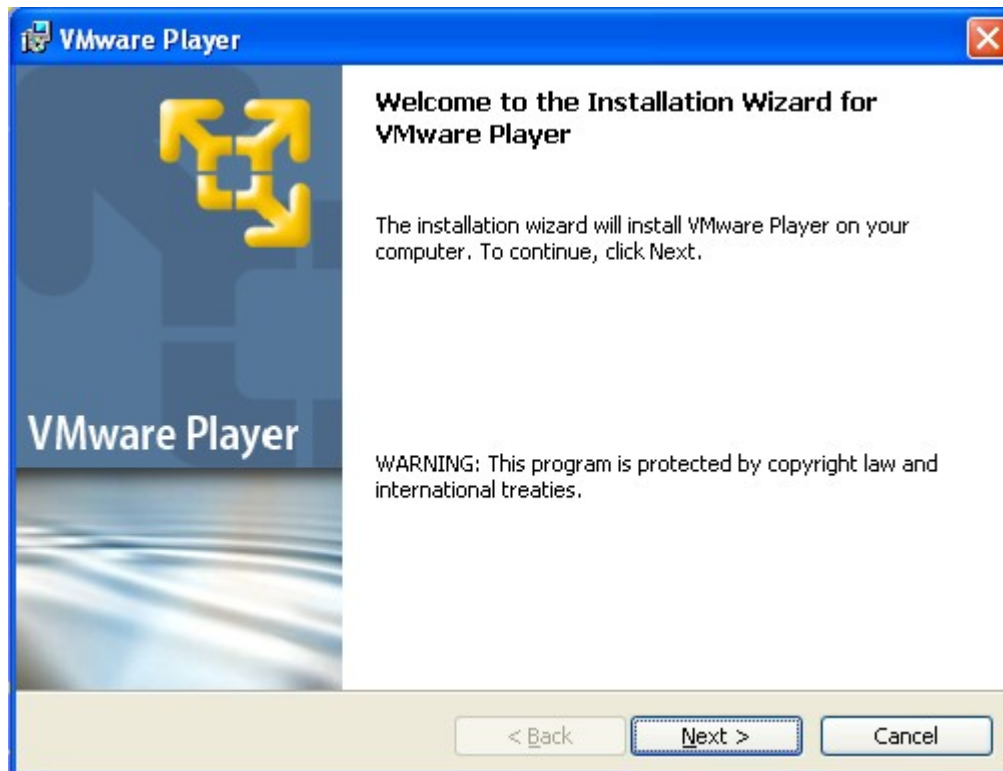 VMware Player
Welcome to the Installation Wizard for
VMware Player
The installation wizard will install VMware Player on your
computer. To continue, click Next.
VMware Player
WARNING: This program is protected by copyright law and
international treaties.
< Back
Next >
Cancel